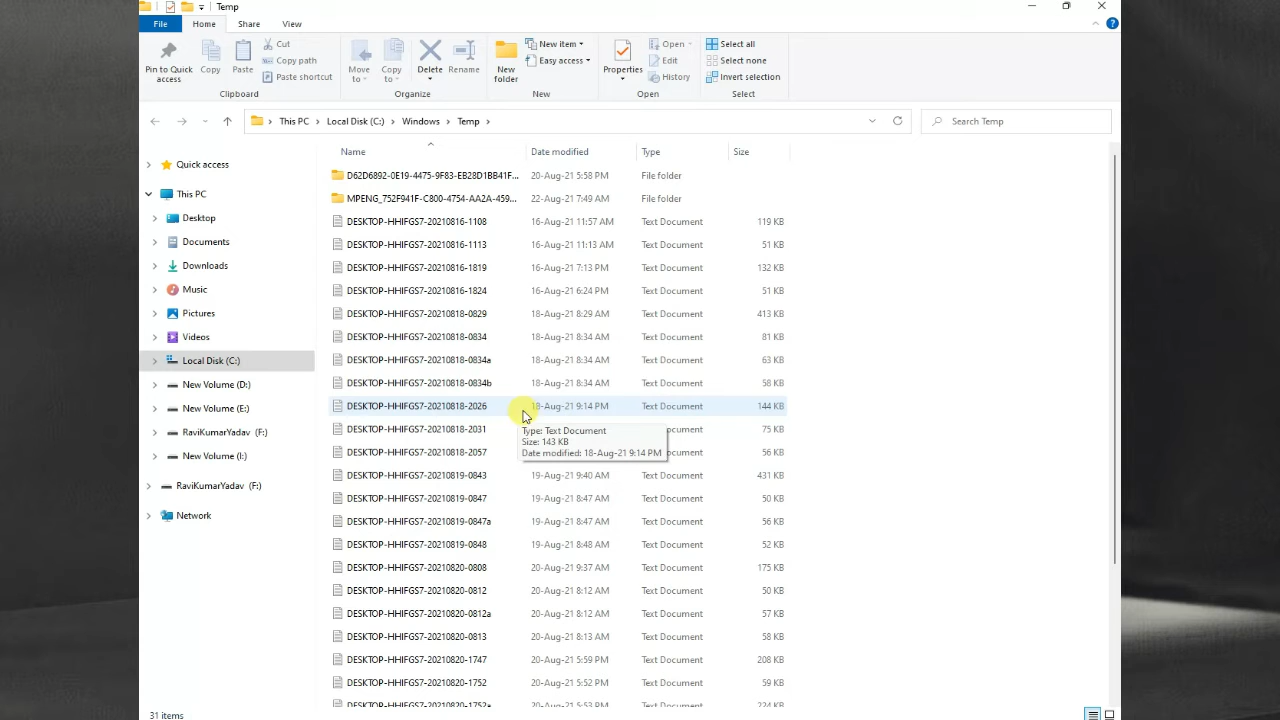 Temp
File Home Share View
Pin to Quick access
Copy
Paste
Cut
Copy path
Paste shortcut
Clipboard
Move to
Copy to
Delete
Rename
Organize
New folder
New item
Easy access
New
Properties
Open
Edit
History
Open
Select all
Select none
Invert selection
Select
This PC > Local Disk (C:) > Windows > Temp >
Search Temp
Quick access
This PC
Desktop
Documents
Downloads
Music
Pictures
Videos
Local Disk (C:)
New Volume (D:)
New Volume (E:)
RaviKumarYadav (F:)
New Volume (I:)
RaviKumarYadav (F:)
Network
Name Date modified Type Size
D62D6892-0E19-4475-9F83-EB28D1BB41F... 20-Aug-21 5:58 PM File folder
MPENG_752F941F-C800-4754-AA2A-459... 22-Aug-21 7:49 AM File folder
DESKTOP-HHIFGS7-20210816-1108 16-Aug-21 11:57 AM Text Document 119 KB
DESKTOP-HHIFGS7-20210816-1113 16-Aug-21 11:13 AM Text Document 51 KB
DESKTOP-HHIFGS7-20210816-1819 16-Aug-21 7:13 PM Text Document 132 KB
DESKTOP-HHIFGS7-20210816-1824 16-Aug-21 6:24 PM Text Document 51 KB
DESKTOP-HHIFGS7-20210818-0829 18-Aug-21 8:29 AM Text Document 413 KB
DESKTOP-HHIFGS7-20210818-0834 18-Aug-21 8:34 AM Text Document 81 KB
DESKTOP-HHIFGS7-20210818-0834a 18-Aug-21 8:34 AM Text Document 63 KB
DESKTOP-HHIFGS7-20210818-0834b 18-Aug-21 8:34 AM Text Document 58 KB
DESKTOP-HHIFGS7-20210818-2026 18-Aug-21 9:14 PM Text Document 144 KB
DESKTOP-HHIFGS7-20210818-2031 75 KB
DESKTOP-HHIFGS7-20210818-2057 56 KB
Type: Text Document
Size: 143 KB
Date modified: 18-Aug-21 9:14 PM
DESKTOP-HHIFGS7-20210819-0843 19-Aug-21 9:40 AM Text Document 431 KB
DESKTOP-HHIFGS7-20210819-0847 19-Aug-21 8:47 AM Text Document 50 KB
DESKTOP-HHIFGS7-20210819-0847a 19-Aug-21 8:47 AM Text Document 56 KB
DESKTOP-HHIFGS7-20210819-0848 19-Aug-21 8:48 AM Text Document 52 KB
DESKTOP-HHIFGS7-20210820-0808 20-Aug-21 9:37 AM Text Document 175 KB
DESKTOP-HHIFGS7-20210820-0812 20-Aug-21 8:12 AM Text Document 50 KB
DESKTOP-HHIFGS7-20210820-0812a 20-Aug-21 8:12 AM Text Document 57 KB
DESKTOP-HHIFGS7-20210820-0813 20-Aug-21 8:13 AM Text Document 58 KB
DESKTOP-HHIFGS7-20210820-1747 20-Aug-21 5:59 PM Text Document 208 KB
DESKTOP-HHIFGS7-20210820-1752 20-Aug-21 5:52 PM Text Document 59 KB
DESKTOP-HHIFGS7-20210820-1752a 20-Aug-21 5:53 PM Text Document 224 KB
31 items